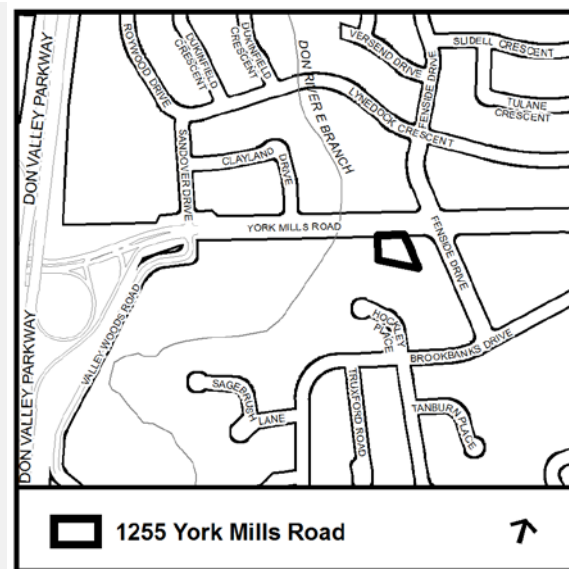 DON VALLEY PARKWAY
ROYWOOD DRIVE
DUKINFIELD
CRESCENT
DUKINFIELD
CRESCENT
DON RIVER E BRANCH
VERSEND DRIVE
FENSIDE DRIVE
SLIDELL CRESCENT
TULANE
CRESCENT
LYNEDOCK CRESCENT
SANDOVER DRIVE
CLAYLAND
DRIVE
YORK MILLS ROAD
FENSIDE DRIVE
VALLEY WOODS ROAD
DON VALLEY PARKWAY
HOCKLEY
PLACE
BROOKBANKS DRIVE
SAGEBRUSH
LANE
TRUXFORD ROAD
TANBURN PLACE
1255 York Mills Road